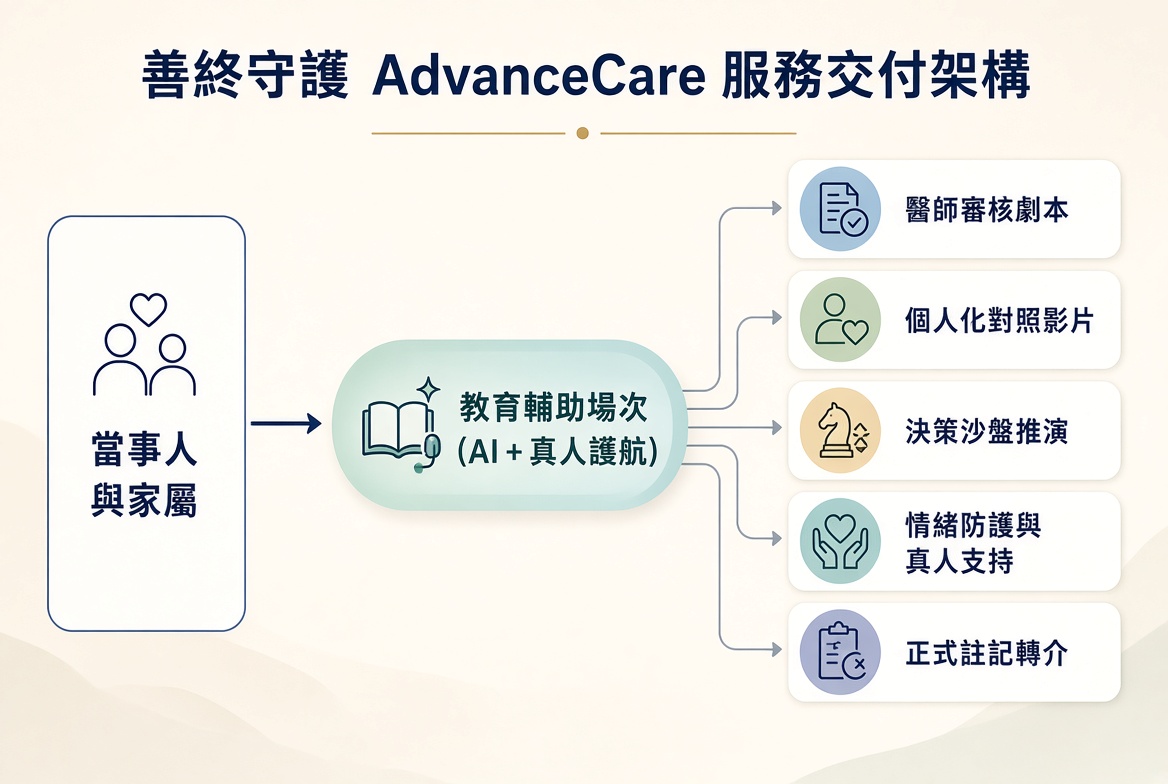 善終守護 AdvanceCare 服務交付架構
當事人
與家屬
教育輔助場次
(AI + 真人護航)
醫師審核劇本
個人化對照影片
決策沙盤推演
情緒防護與
真人支持
正式註記轉介